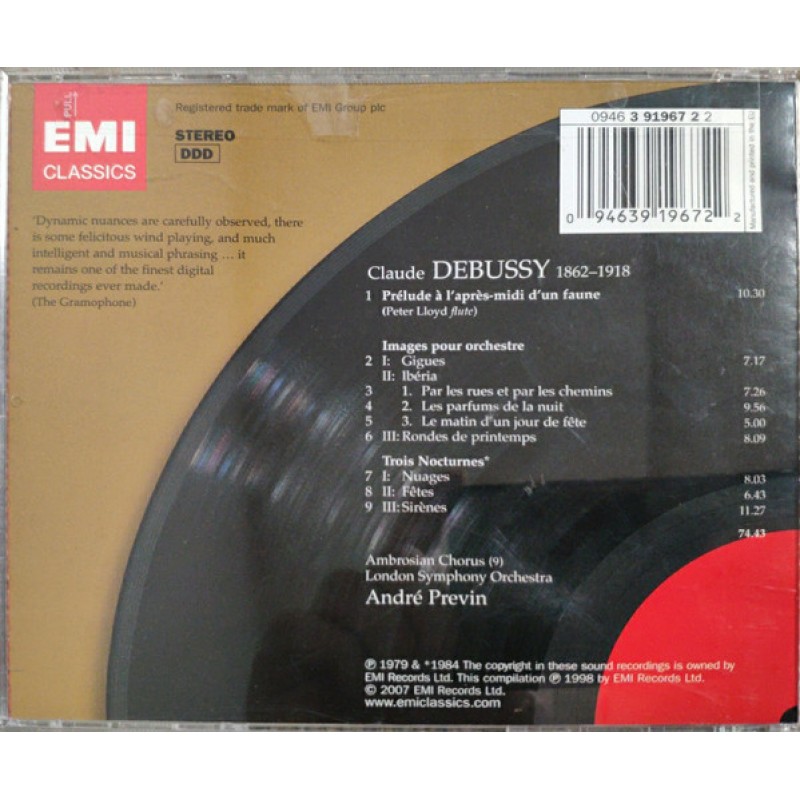 PULL
EMI
CLASSICS
Registered trade mark of EMI Group plc
STEREO
DDD
0946 3 91967 2 2
0 94639 19672 2
Manufactured and printed in the EU
'Dynamic nuances are carefully observed, there
is some felicitous wind playing, and much
intelligent and musical phrasing ... it
remains one of the finest digital
recordings ever made.'
(The Gramophone)
Claude DEBUSSY 1862–1918
1 Prélude à l'après-midi d'un faune 10.30
(Peter Lloyd flute)
Images pour orchestre
2 I: Gigues 7.17
II: Ibéria
3 1. Par les rues et par les chemins 7.26
4 2. Les parfums de la nuit 9.56
5 3. Le matin d'un jour de fête 5.00
6 III: Rondes de printemps 8.09
Trois Nocturnes*
7 I: Nuages 8.03
8 II: Fêtes 6.43
9 III: Sirènes 11.27
74.43
Ambrosian Chorus (9)
London Symphony Orchestra
André Previn
℗ 1979 & *1984 The copyright in these sound recordings is owned by
EMI Records Ltd. This compilation ℗ 1998 by EMI Records Ltd.
© 2007 EMI Records Ltd.
www.emiclassics.com